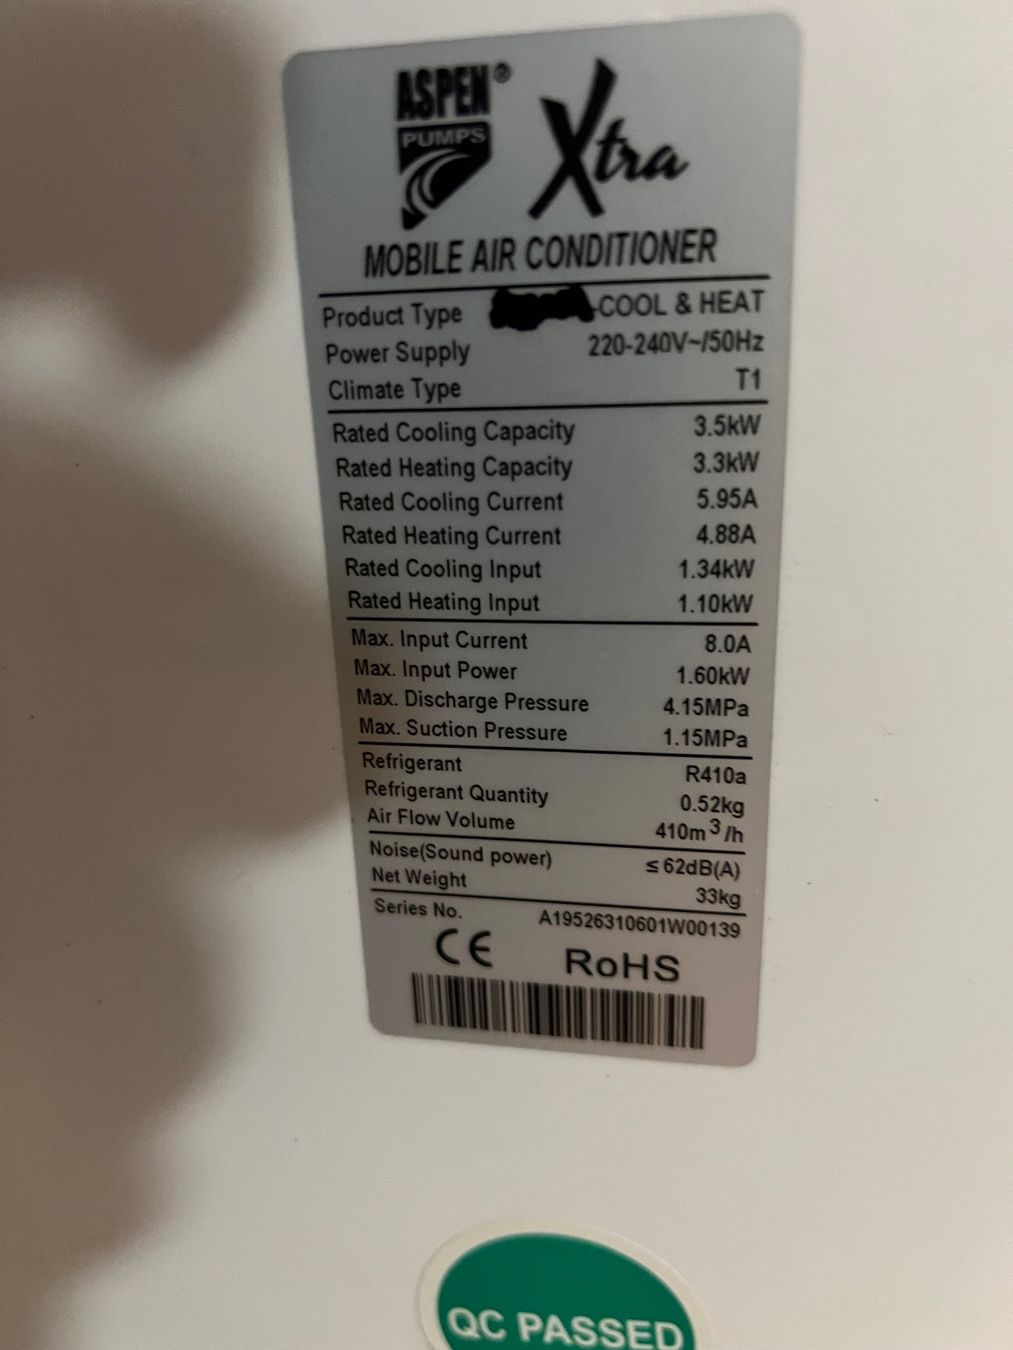 ASPEN®
PUMPS
Xtra
MOBILE AIR CONDITIONER
Product Type -COOL & HEAT
Power Supply 220-240V~/50Hz
Climate Type T1
Rated Cooling Capacity 3.5kW
Rated Heating Capacity 3.3kW
Rated Cooling Current 5.95A
Rated Heating Current 4.88A
Rated Cooling Input 1.34kW
Rated Heating Input 1.10kW
Max. Input Current 8.0A
Max. Input Power 1.60kW
Max. Discharge Pressure 4.15MPa
Max. Suction Pressure 1.15MPa
Refrigerant R410a
Refrigerant Quantity 0.52kg
Air Flow Volume 410m³/h
Noise(Sound power) ≤62dB(A)
Net Weight 33kg
Series No. A19526310601W00139
CE RoHS
QC PASSED